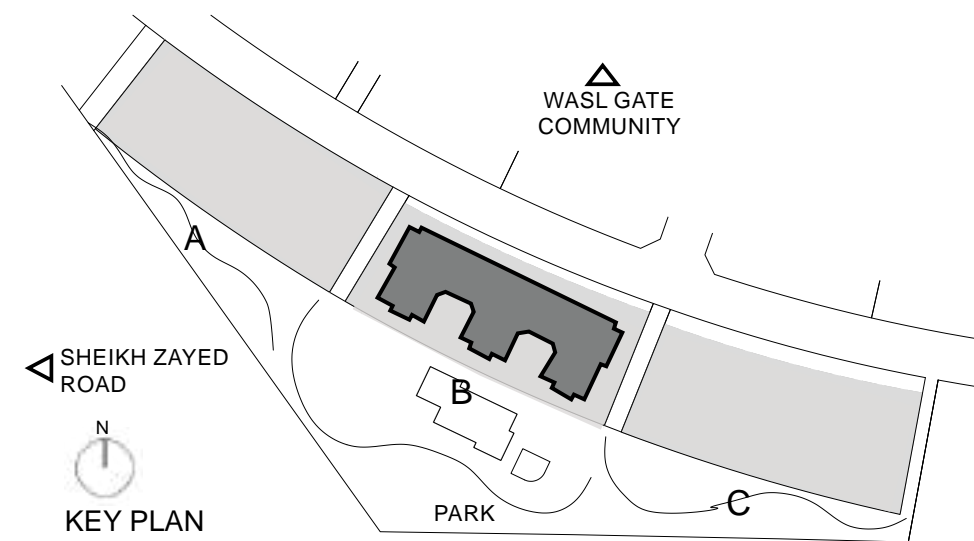 WASL GATE
COMMUNITY
A
SHEIKH ZAYED
ROAD
B
N
KEY PLAN
PARK
C